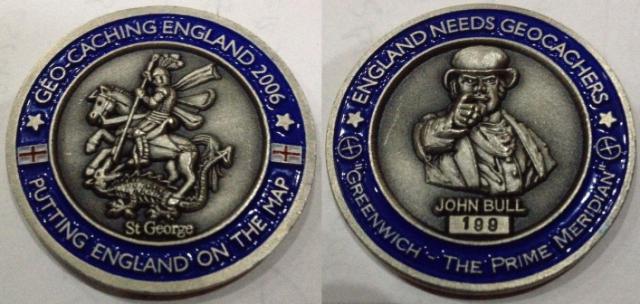 GEO-CACHING ENGLAND 2006
St George
PUTTING ENGLAND ON THE MAP
ENGLAND NEEDS GEOCACHERS
JOHN BULL
199
"GREENWICH - THE PRIME MERIDIAN"